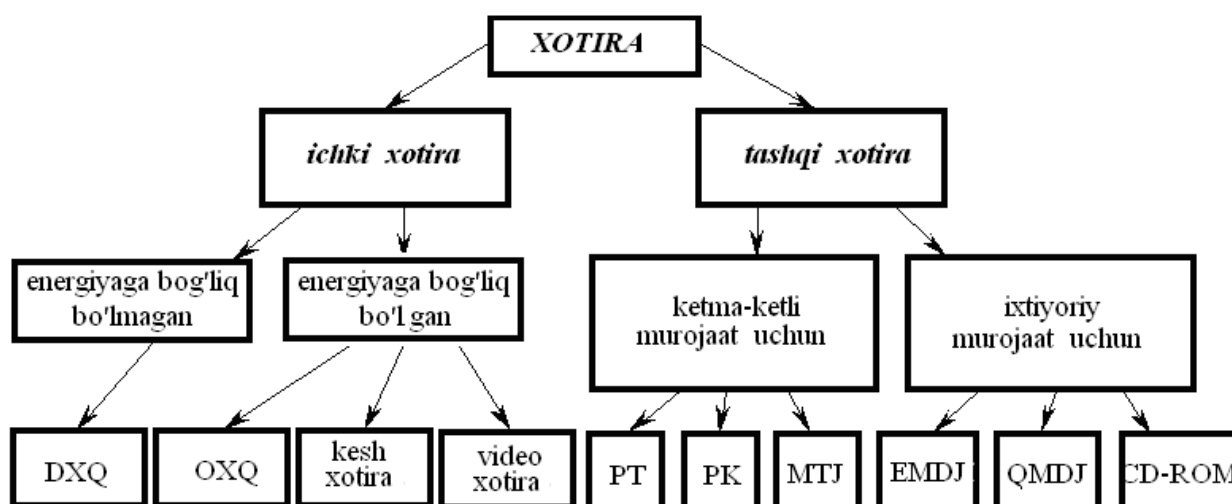 XOTIRA
ichki xotira
tashqi xotira
energiyaga bog'liq
bo'lmagan
energiyaga bog'liq
bo'l gan
ketma-ketli
murojaat uchun
ixtiyoriy
murojaat uchun
DXQ
OXQ
kesh
xotira
video
xotira
PT
PK
MTJ
EMDJ
QMDJ
CD-ROM